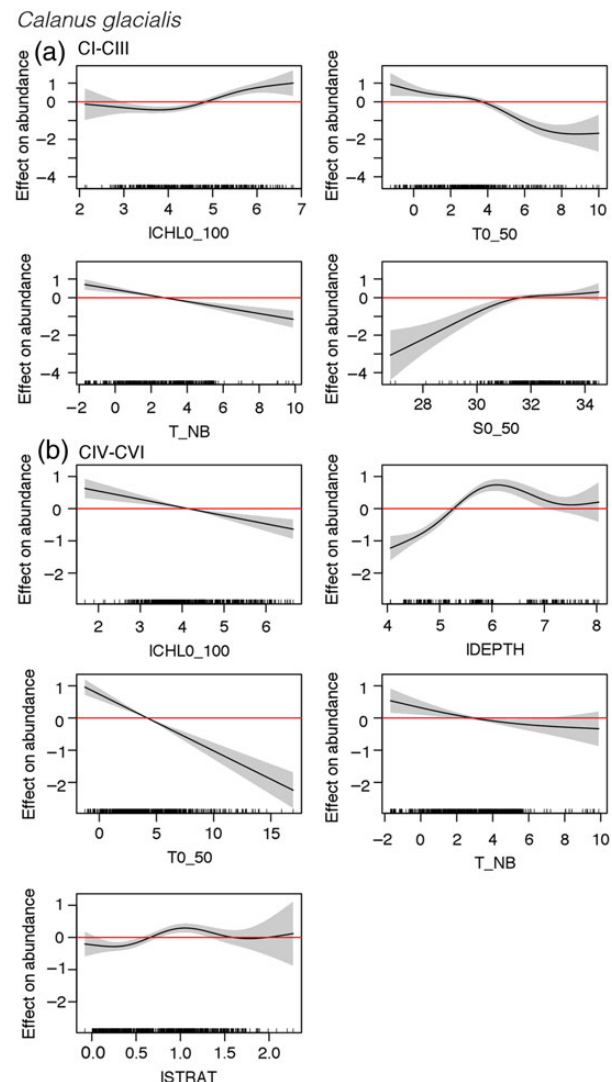 Calanus glacialis
(a) CI-CIII
Effect on abundance
1
0
−2
−4
2 3 4 5 6 7
lCHL0_100
Effect on abundance
1
0
−2
−4
0 2 4 6 8 10
T0_50
Effect on abundance
1
0
−2
−4
−2 0 2 4 6 8 10
T_NB
Effect on abundance
1
0
−2
−4
28 30 32 34
S0_50
(b) CIV-CVI
Effect on abundance
1
0
−1
−2
2 3 4 5 6
lCHL0_100
Effect on abundance
1
0
−1
−2
4 5 6 7 8
lDEPTH
Effect on abundance
1
0
−1
−2
0 5 10 15
T0_50
Effect on abundance
1
0
−1
−2
−2 0 2 4 6 8 10
T_NB
Effect on abundance
1
0
−1
−2
0.0 0.5 1.0 1.5 2.0
lSTRAT